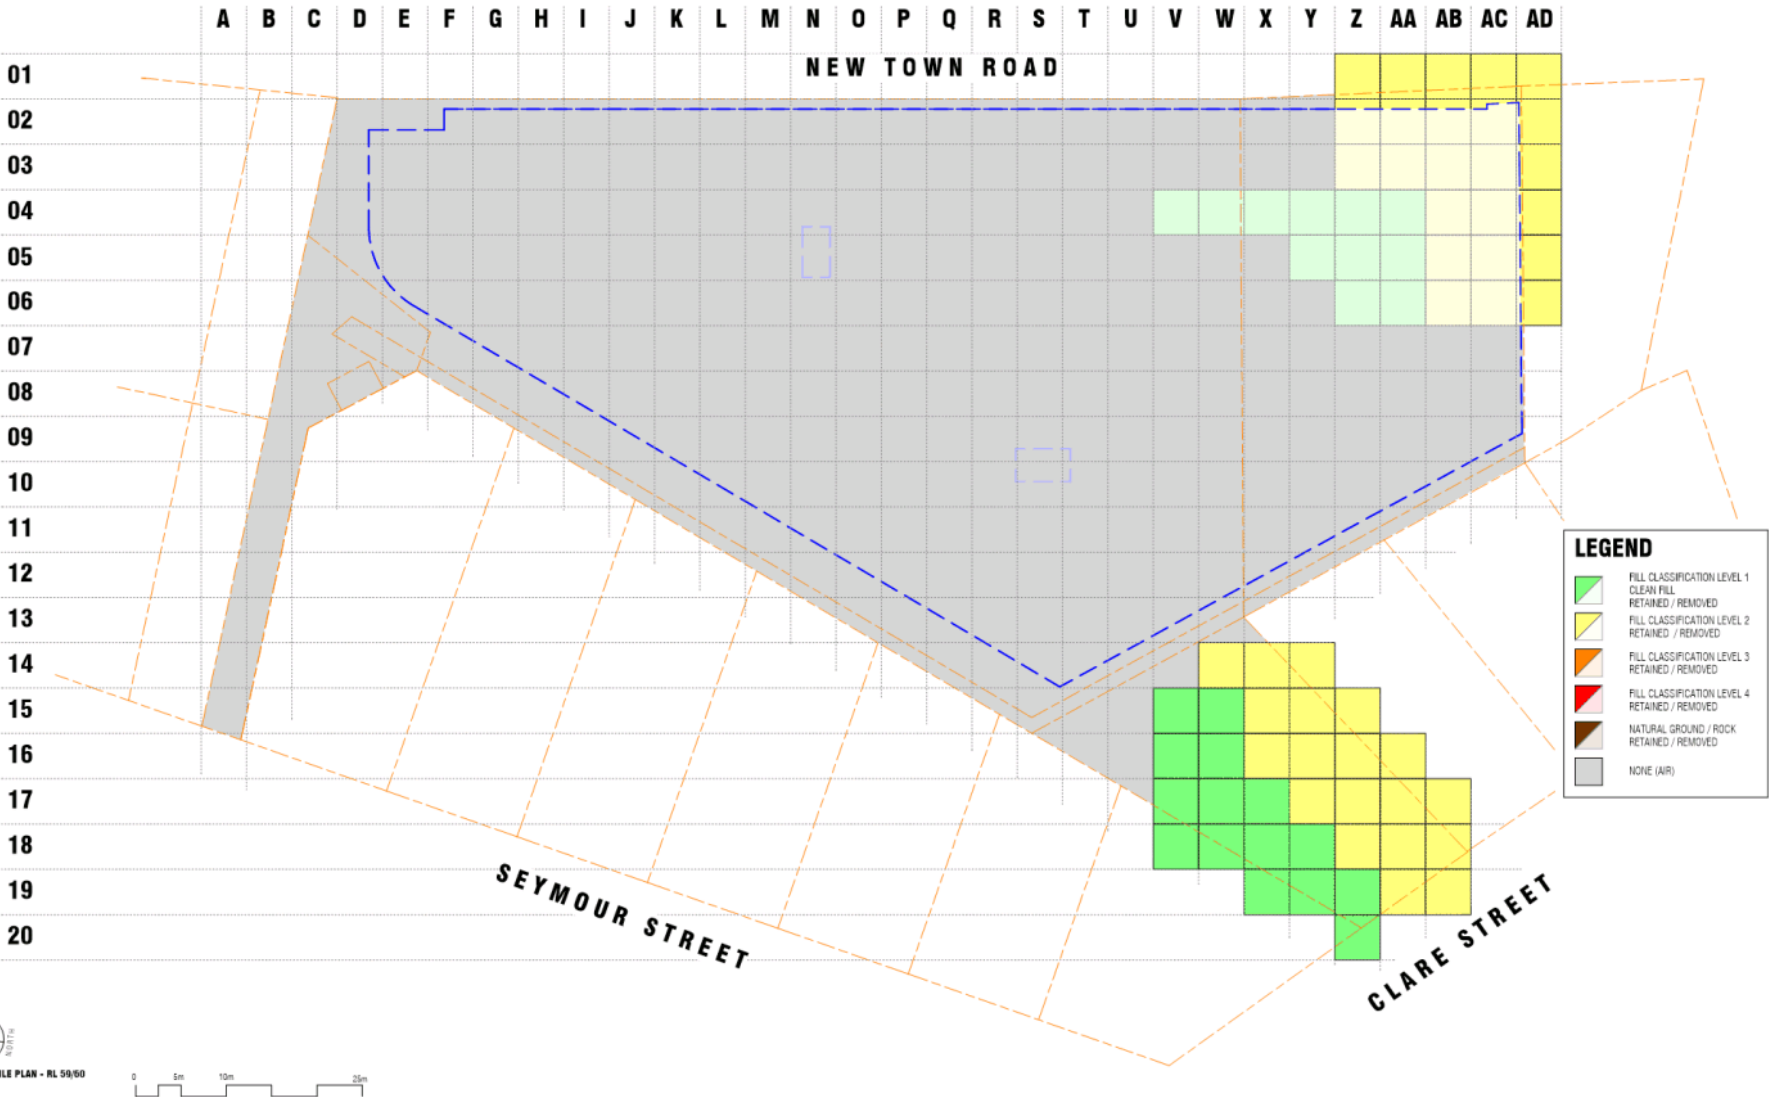 A B C D E F G H I J K L M N O P Q R S T U V W X Y Z AA AB AC AD
NEW TOWN ROAD
01
02
03
04
05
06
07
08
09
10
11
12
13
14
15
16
17
18
19
20
LEGEND
FILL CLASSIFICATION LEVEL 1
CLEAN FILL
RETAINED / REMOVED
FILL CLASSIFICATION LEVEL 2
RETAINED / REMOVED
FILL CLASSIFICATION LEVEL 3
RETAINED / REMOVED
FILL CLASSIFICATION LEVEL 4
RETAINED / REMOVED
NATURAL GROUND / ROCK
RETAINED / REMOVED
NONE (AIR)
SEYMOUR STREET
CLARE STREET
NORTH
PLAN - RL 59/60
0 5m 10m 25m